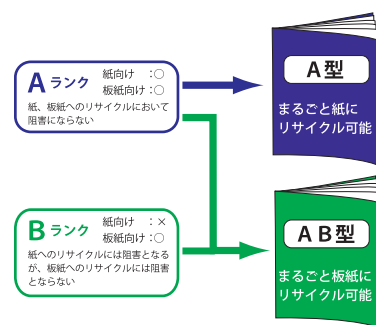 Aランク
紙向け　：○
板紙向け：○
紙、板紙へのリサイクルにおいて
阻害にならない
A型
まるごと紙に
リサイクル可能
Bランク
紙向け　：×
板紙向け：○
紙へのリサイクルには阻害となる
が、板紙へのリサイクルには阻害
とならない
AB型
まるごと板紙に
リサイクル可能